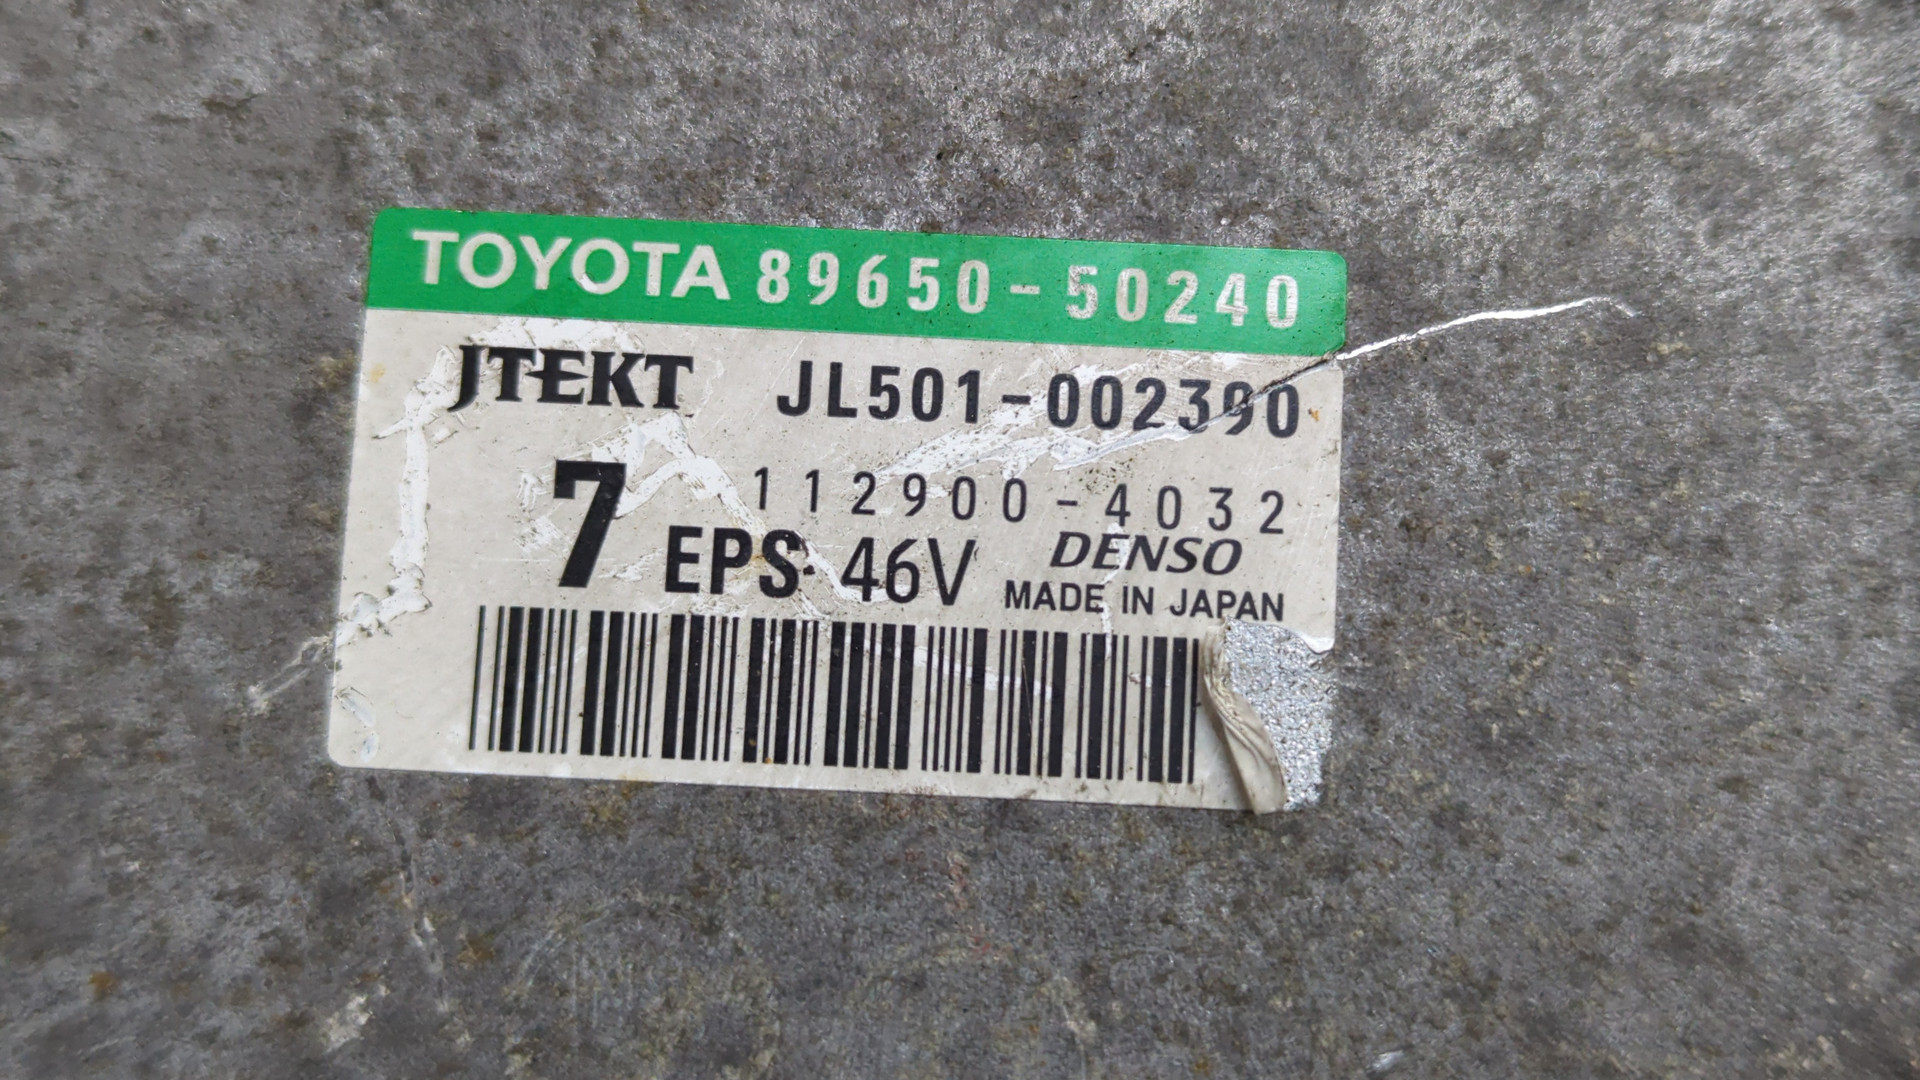 TOYOTA 89650-50240
JTEKT JL501-002390
7 112900-4032
EPS 46V DENSO
MADE IN JAPAN